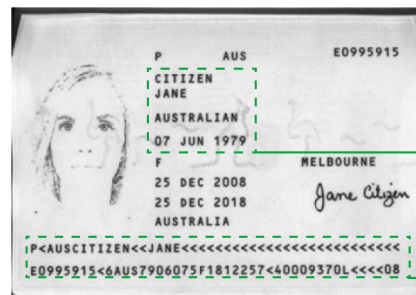 P AUS E0995915
CITIZEN
JANE
AUSTRALIAN
07 JUN 1979
F MELBOURNE
25 DEC 2008
25 DEC 2018
AUSTRALIA
Jane Citizen
P<AUSCITIZEN<<JANE<<<<<<<<<<<<<<<<<<<<<<<<<<
E0995915<6AUS7906075F1812257<40009370L<<<<08